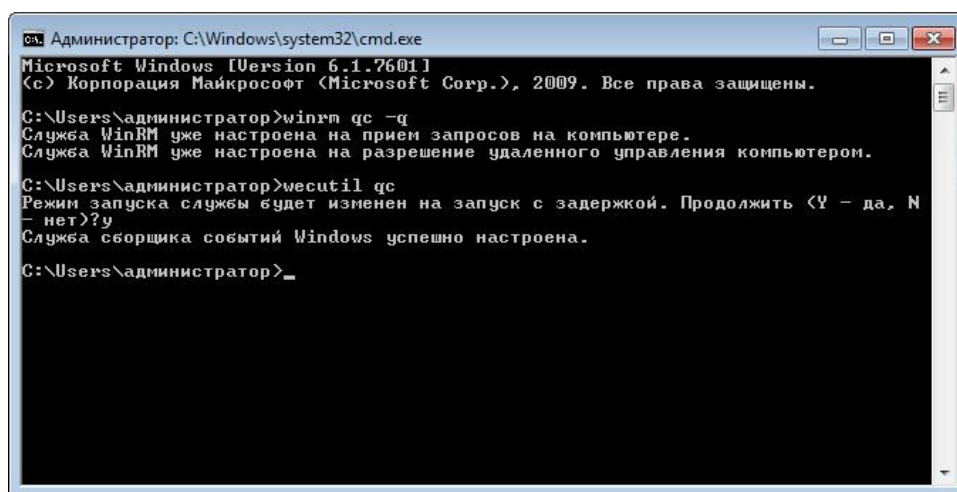 Администратор: C:\Windows\system32\cmd.exe
Microsoft Windows [Version 6.1.7601]
(c) Корпорация Майкрософт (Microsoft Corp.), 2009. Все права защищены.
C:\Users\администратор>winrm qc -q
Служба WinRM уже настроена на прием запросов на компьютере.
Служба WinRM уже настроена на разрешение удаленного управления компьютером.
C:\Users\администратор>wecutil qc
Режим запуска службы будет изменен на запуск с задержкой. Продолжить (Y - да, N
- нет)?y
Служба сборщика событий Windows успешно настроена.
C:\Users\администратор>_